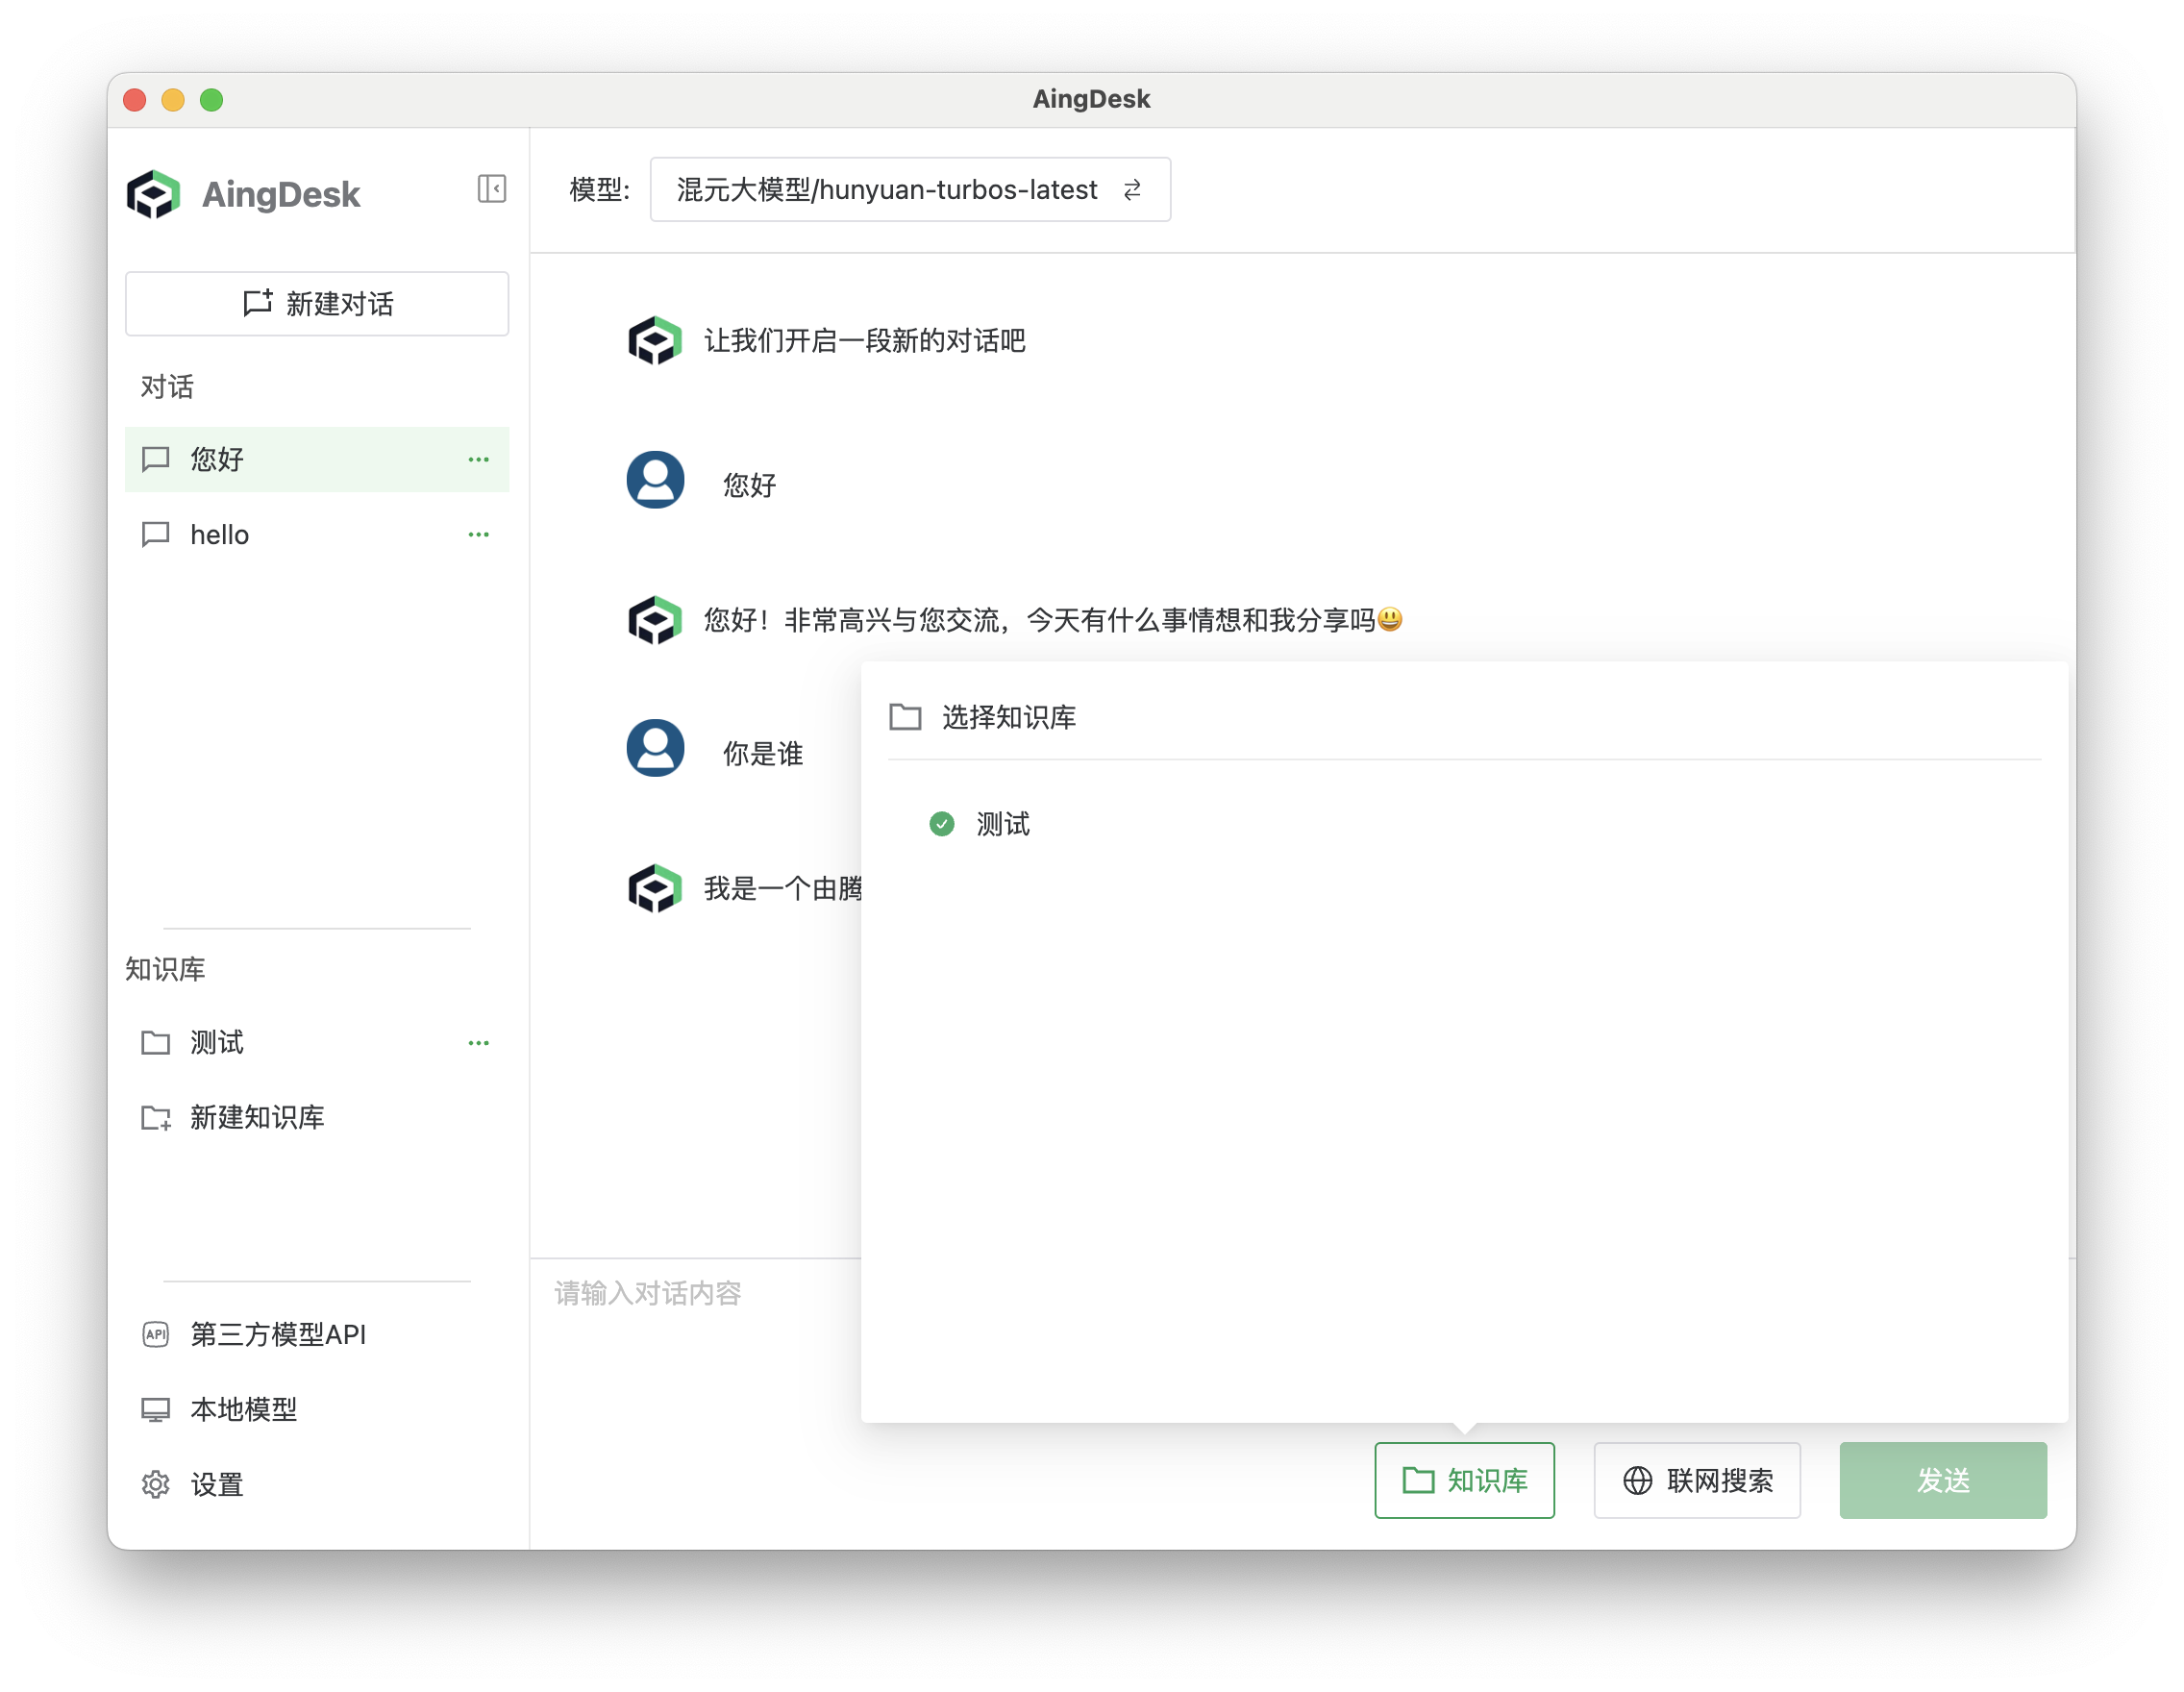 AingDesk
AingDesk
新建对话
对话
您好
hello
知识库
测试
新建知识库
API 第三方模型API
本地模型
设置
模型: 混元大模型/hunyuan-turbos-latest
让我们开启一段新的对话吧
您好
您好！非常高兴与您交流，今天有什么事情想和我分享吗😃
你是谁
我是一个由腾
选择知识库
测试
请输入对话内容
知识库
联网搜索
发送